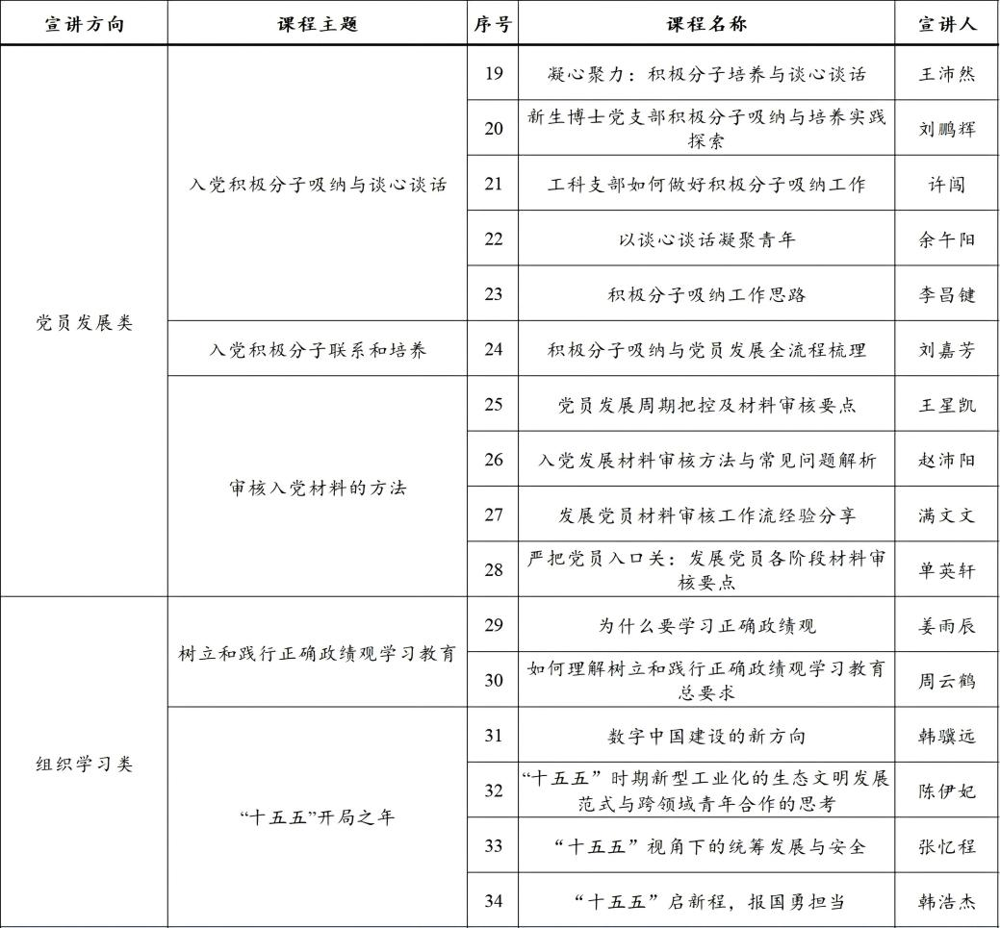 宣讲方向 课程主题 序号 课程名称 宣讲人
党员发展类
入党积极分子吸纳与谈心谈话
19 凝心聚力：积极分子培养与谈心谈话 王沛然
20 新生博士党支部积极分子吸纳与培养实践
探索 刘鹏辉
21 工科支部如何做好积极分子吸纳工作 许闯
22 以谈心谈话凝聚青年 余午阳
23 积极分子吸纳工作思路 李昌键
入党积极分子联系和培养
24 积极分子吸纳与党员发展全流程梳理 刘嘉芳
审核入党材料的方法
25 党员发展周期把控及材料审核要点 王星凯
26 入党发展材料审核方法与常见问题解析 赵沛阳
27 发展党员材料审核工作流经验分享 满文文
28 严把党员入口关：发展党员各阶段材料审
核要点 单英轩
组织学习类
树立和践行正确政绩观学习教育
29 为什么要学习正确政绩观 姜雨辰
30 如何理解树立和践行正确政绩观学习教育
总要求 周云鹤
“十五五”开局之年
31 数字中国建设的新方向 韩骥远
32 “十五五”时期新型工业化的生态文明发展
范式与跨领域青年合作的思考 陈伊妃
33 “十五五”视角下的统筹发展与安全 张忆程
34 “十五五”启新程，报国勇担当 韩浩杰